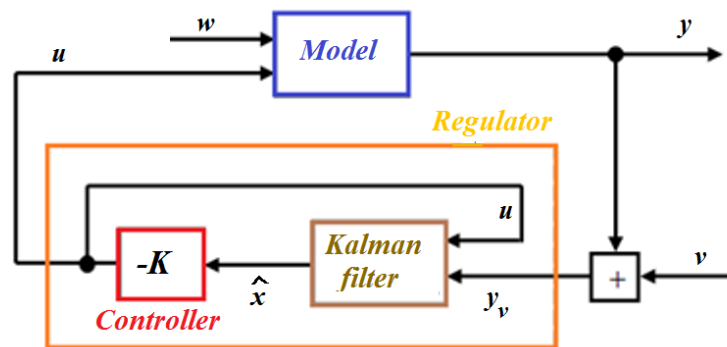 w
u
Model
y
Regulator
u
-K
Kalman
filter
+
v
x̂
y_v
Controller